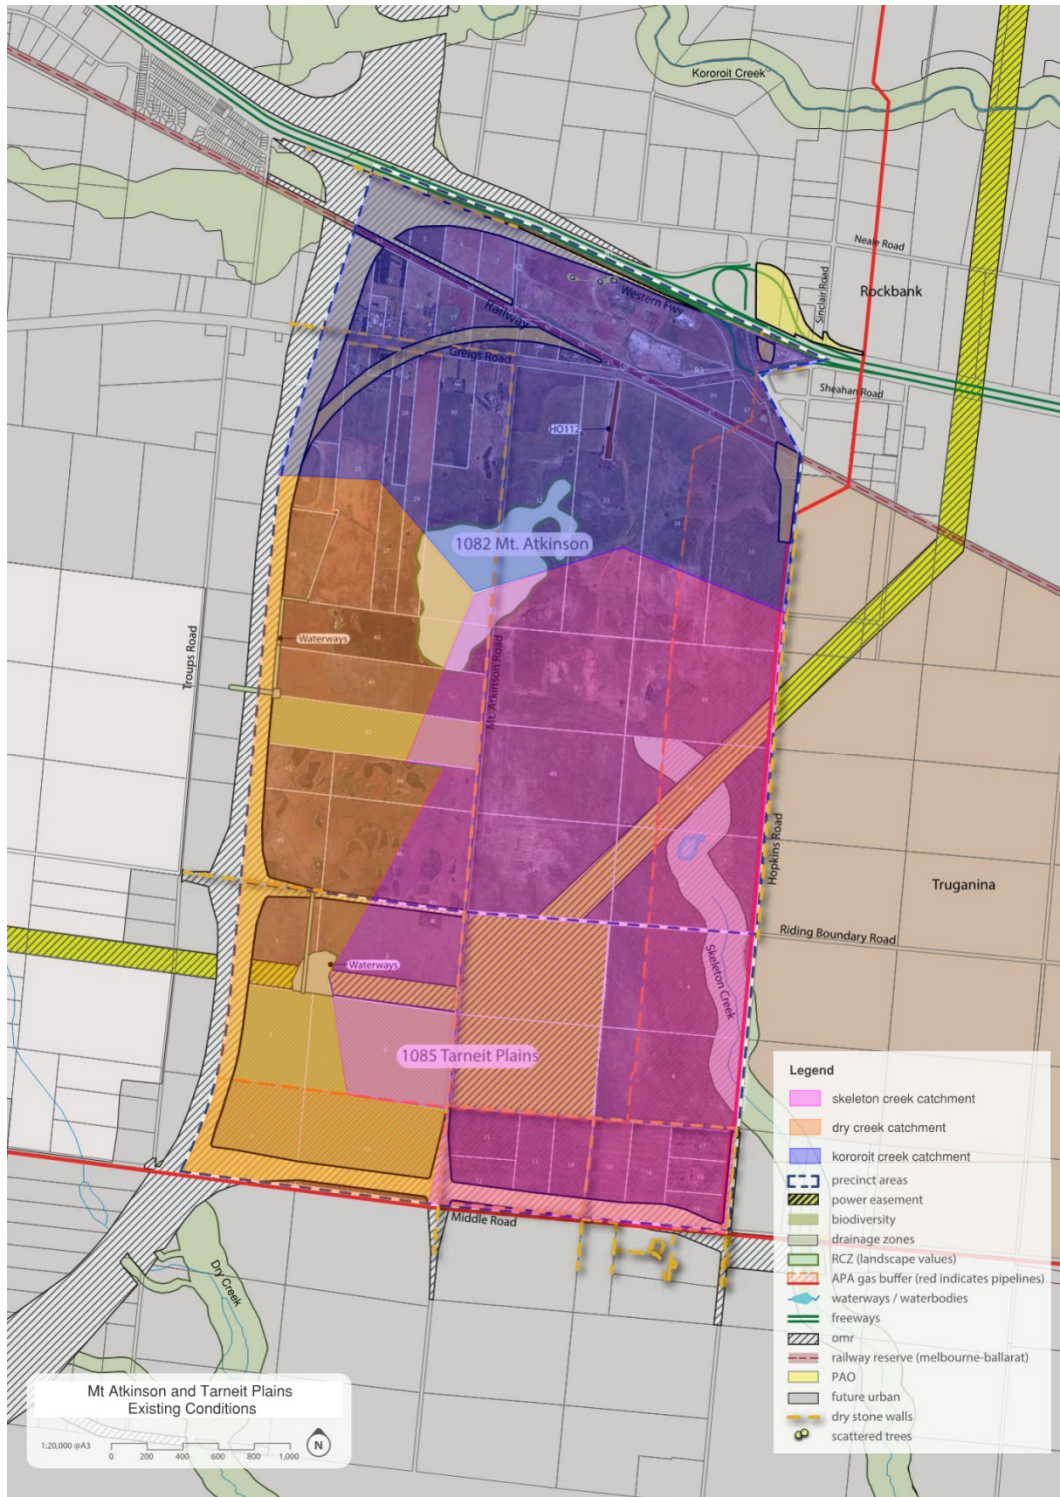 Kororoit Creek
Neale Road
Rockbank
Sinclair Road
Western Fwy
Railway
Greigs Road
Sheahan Road
HO112
1082 Mt. Atkinson
Waterways
Troups Road
Mt. Atkinson Road
Hopkins Road
Truganina
Riding Boundary Road
Waterways
Skeleton Creek
1085 Tarneit Plains
Middle Road
Dry Creek
Legend
skeleton creek catchment
dry creek catchment
kororoit creek catchment
precinct areas
power easement
biodiversity
drainage zones
RCZ (landscape values)
APA gas buffer (red indicates pipelines)
waterways / waterbodies
freeways
omr
railway reserve (melbourne-ballarat)
PAO
future urban
dry stone walls
scattered trees
Mt Atkinson and Tarneit Plains
Existing Conditions
1:20,000 @A3
0 200 400 600 800 1,000
N